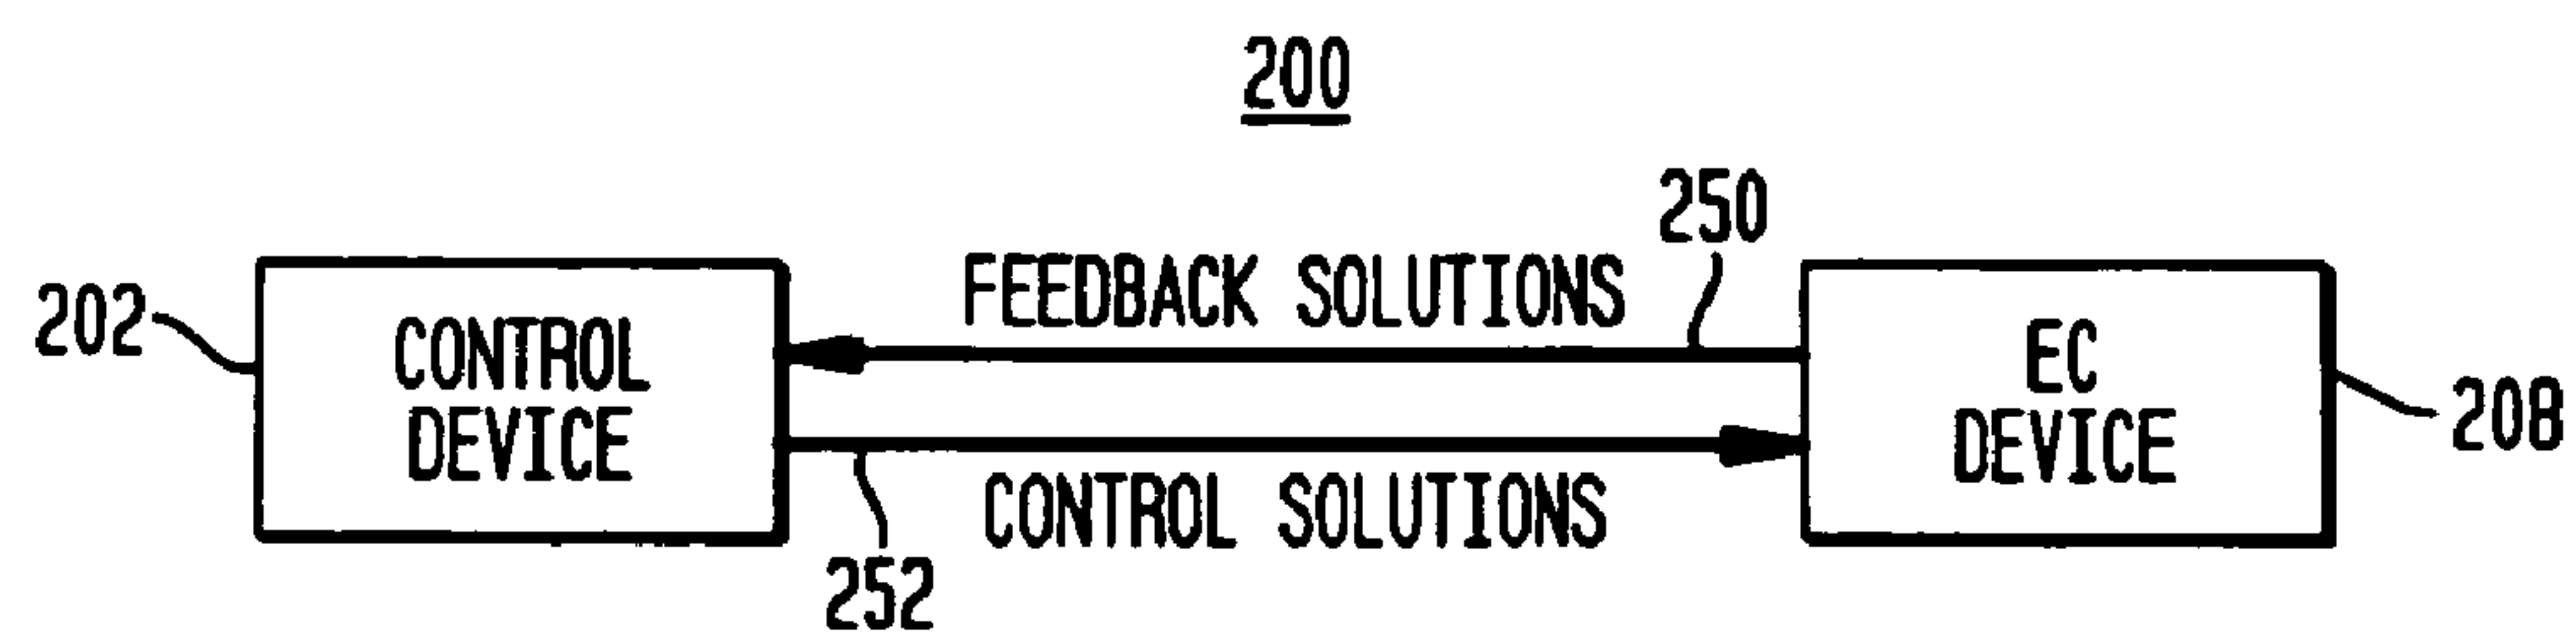 200
250
FEEDBACK SOLUTIONS
202
CONTROL
DEVICE
EC
DEVICE
208
CONTROL SOLUTIONS
252